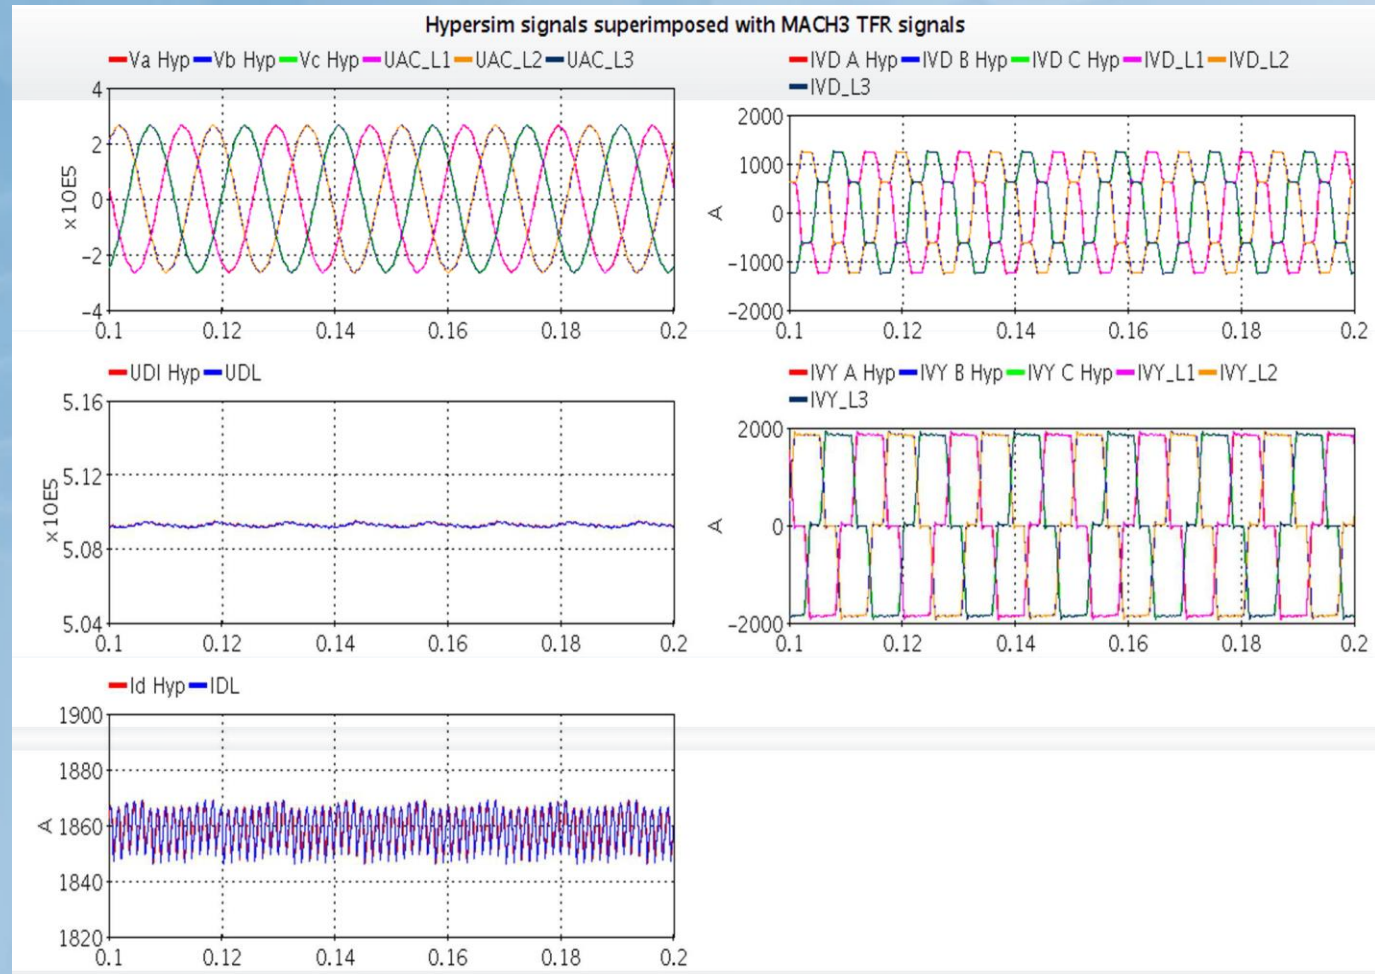 Hypersim signals superimposed with MACH3 TFR signals
Va Hyp Vb Hyp Vc Hyp UAC_L1 UAC_L2 UAC_L3
4
2
0
−2
−4
x10E5
0.1 0.12 0.14 0.16 0.18 0.2
IVD A Hyp IVD B Hyp IVD C Hyp IVD_L1 IVD_L2
IVD_L3
2000
1000
0
−1000
−2000
A
0.1 0.12 0.14 0.16 0.18 0.2
UDI Hyp UDL
5.16
5.12
5.08
5.04
x10E5
0.1 0.12 0.14 0.16 0.18 0.2
IVY A Hyp IVY B Hyp IVY C Hyp IVY_L1 IVY_L2
IVY_L3
2000
0
−2000
A
0.1 0.12 0.14 0.16 0.18 0.2
Id Hyp IDL
1900
1880
1860
1840
1820
A
0.1 0.12 0.14 0.16 0.18 0.2